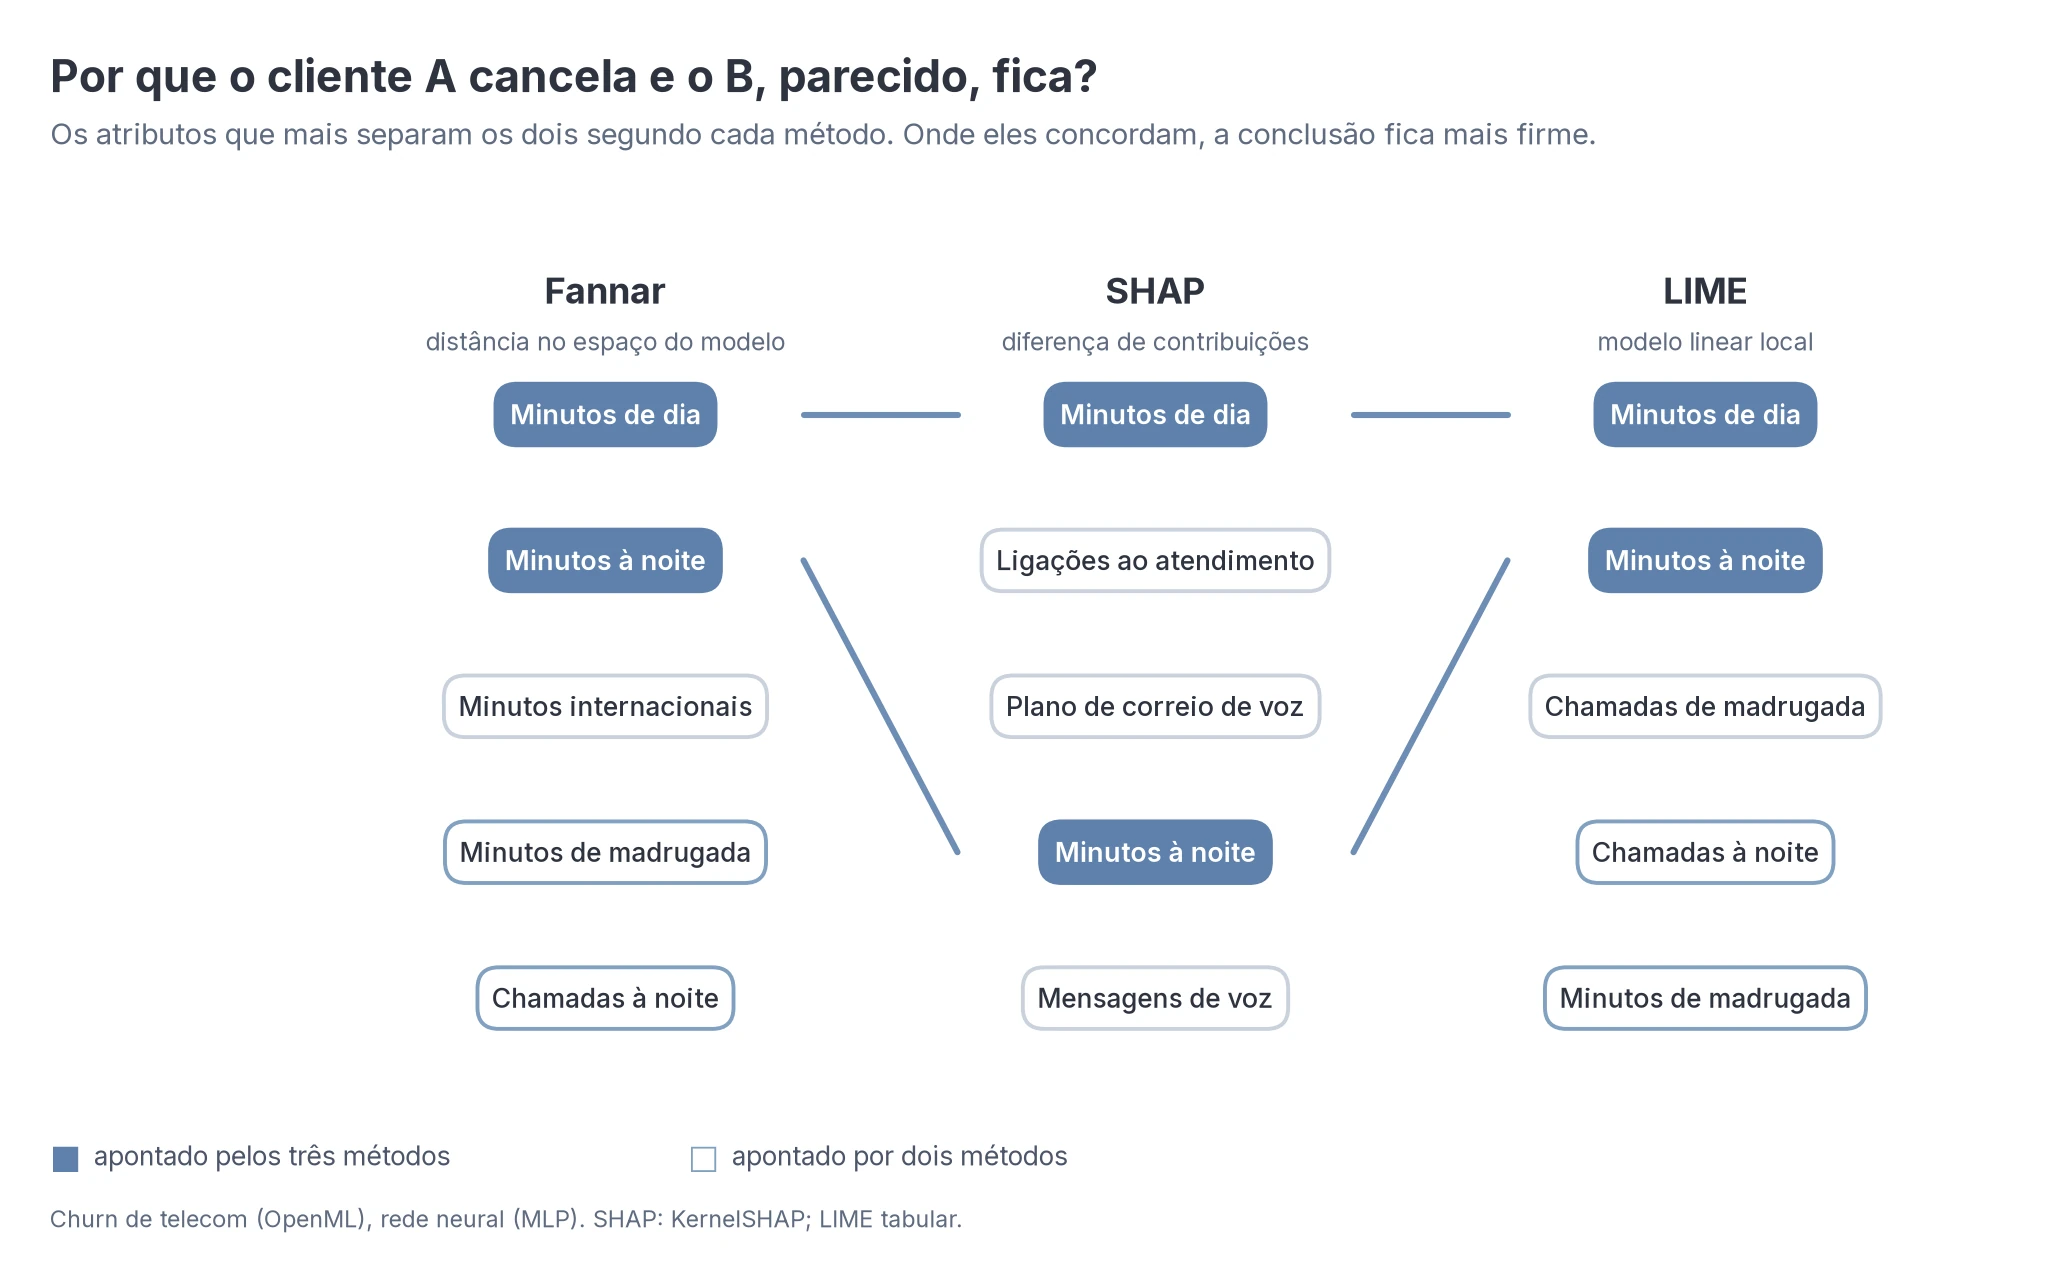 Por que o cliente A cancela e o B, parecido, fica?
Os atributos que mais separam os dois segundo cada método. Onde eles concordam, a conclusão fica mais firme.
Fannar
distância no espaço do modelo
Minutos de dia
Minutos à noite
Minutos internacionais
Minutos de madrugada
Chamadas à noite
SHAP
diferença de contribuições
Minutos de dia
Ligações ao atendimento
Plano de correio de voz
Minutos à noite
Mensagens de voz
LIME
modelo linear local
Minutos de dia
Minutos à noite
Chamadas de madrugada
Chamadas à noite
Minutos de madrugada
apontado pelos três métodos
apontado por dois métodos
Churn de telecom (OpenML), rede neural (MLP). SHAP: KernelSHAP; LIME tabular.